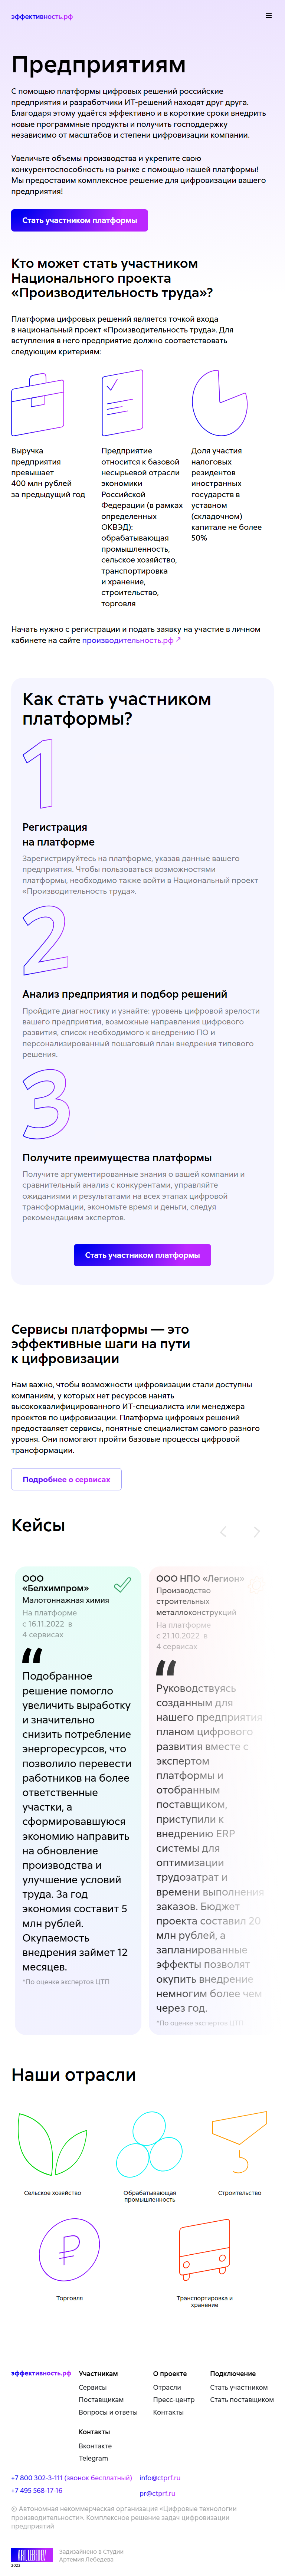 эффективность.рф
Предприятиям
С помощью платформы цифровых решений российские
предприятия и разработчики ИТ-решений находят друг друга.
Благодаря этому удаётся эффективно и в короткие сроки внедрить
новые программные продукты и получить господдержку
независимо от масштабов и степени цифровизации компании.
Увеличьте объемы производства и укрепите свою
конкурентоспособность на рынке с помощью нашей платформы!
Мы предоставим комплексное решение для цифровизации вашего
предприятия!
Стать участником платформы
Кто может стать участником
Национального проекта
«Производительность труда»?
Платформа цифровых решений является точкой входа
в национальный проект «Производительность труда». Для
вступления в него предприятие должно соответствовать
следующим критериям:
Выручка
предприятия
превышает
400 млн рублей
за предыдущий год
Предприятие
относится к базовой
несырьевой отрасли
экономики
Российской
Федерации (в рамках
определенных
ОКВЭД):
обрабатывающая
промышленность,
сельское хозяйство,
транспортировка
и хранение,
строительство,
торговля
Доля участия
налоговых
резидентов
иностранных
государств в
уставном
(складочном)
капитале не более
50%
Начать нужно с регистрации и подать заявку на участие в личном
кабинете на сайте производительность.рф ↗
Как стать участником
платформы?
1
Регистрация
на платформе
Зарегистрируйтесь на платформе, указав данные вашего
предприятия. Чтобы пользоваться возможностями
платформы, необходимо также войти в Национальный проект
«Производительность труда».
2
Анализ предприятия и подбор решений
Пройдите диагностику и узнайте: уровень цифровой зрелости
вашего предприятия, возможные направления цифрового
развития, список необходимого к внедрению ПО и
персонализированный пошаговый план внедрения типового
решения.
3
Получите преимущества платформы
Получите аргументированные знания о вашей компании и
сравнительный анализ с конкурентами, управляйте
ожиданиями и результатами на всех этапах цифровой
трансформации, экономьте время и деньги, следуя
рекомендациям экспертов.
Стать участником платформы
Сервисы платформы — это
эффективные шаги на пути
к цифровизации
Нам важно, чтобы возможности цифровизации стали доступны
компаниям, у которых нет ресурсов нанять
высококвалифицированного ИТ-специалиста или менеджера
проектов по цифровизации. Платформа цифровых решений
предоставляет сервисы, понятные специалистам самого разного
уровня. Они помогают пройти базовые процессы цифровой
трансформации.
Подробнее о сервисах
Кейсы
ООО
«Белхимпром»
Малотоннажная химия
На платформе
с 16.11.2022 в
4 сервисах
“
Подобранное
решение помогло
увеличить выработку
и значительно
снизить потребление
энергоресурсов, что
позволило перевести
работников на более
ответственные
участки, а
сформировавшуюся
экономию направить
на обновление
производства и
улучшение условий
труда. За год
экономия составит 5
млн рублей.
Окупаемость
внедрения займет 12
месяцев.
*По оценке экспертов ЦТП
ООО НПО «Легион»
Производство
строительных
металлоконструкций
На платформе
с 21.10.2022 в
4 сервисах
“
Руководствуясь
созданным для
нашего предприятия
планом цифрового
развития вместе с
экспертом
платформы и
отобранным
поставщиком,
приступили к
внедрению ERP
системы для
оптимизации
трудозатрат и
времени выполнения
заказов. Бюджет
проекта составил 20
млн рублей, а
запланированные
эффекты позволят
окупить внедрение
немногим более чем
через год.
*По оценке экспертов ЦТП
Наши отрасли
Сельское хозяйство
Обрабатывающая
промышленность
Строительство
Торговля
Транспортировка и
хранение
эффективность.рф
Участникам
Сервисы
Поставщикам
Вопросы и ответы
О проекте
Отрасли
Пресс-центр
Контакты
Подключение
Стать участником
Стать поставщиком
Контакты
Вконтакте
Telegram
+7 800 302-3-111 (звонок бесплатный)
info@ctprf.ru
+7 495 568-17-16
pr@ctprf.ru
© Автономная некоммерческая организация «Цифровые технологии
производительности». Комплексное решение задач цифровизации
предприятий
ART. LEBEDEV
2022
Задизайнено в Студии
Артемия Лебедева